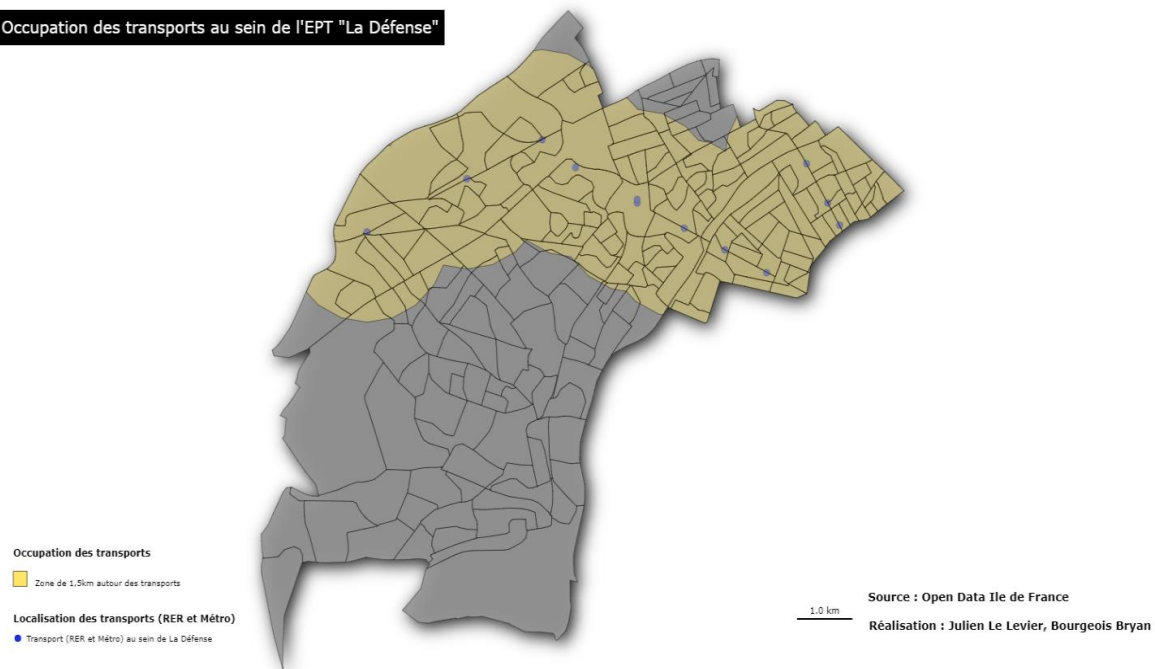 Occupation des transports au sein de l'EPT "La Défense"
Occupation des transports
Zone de 1,5km autour des transports
Localisation des transports (RER et Métro)
Transport (RER et Métro) au sein de La Défense
1.0 km
Source : Open Data Ile de France
Réalisation : Julien Le Levier, Bourgeois Bryan